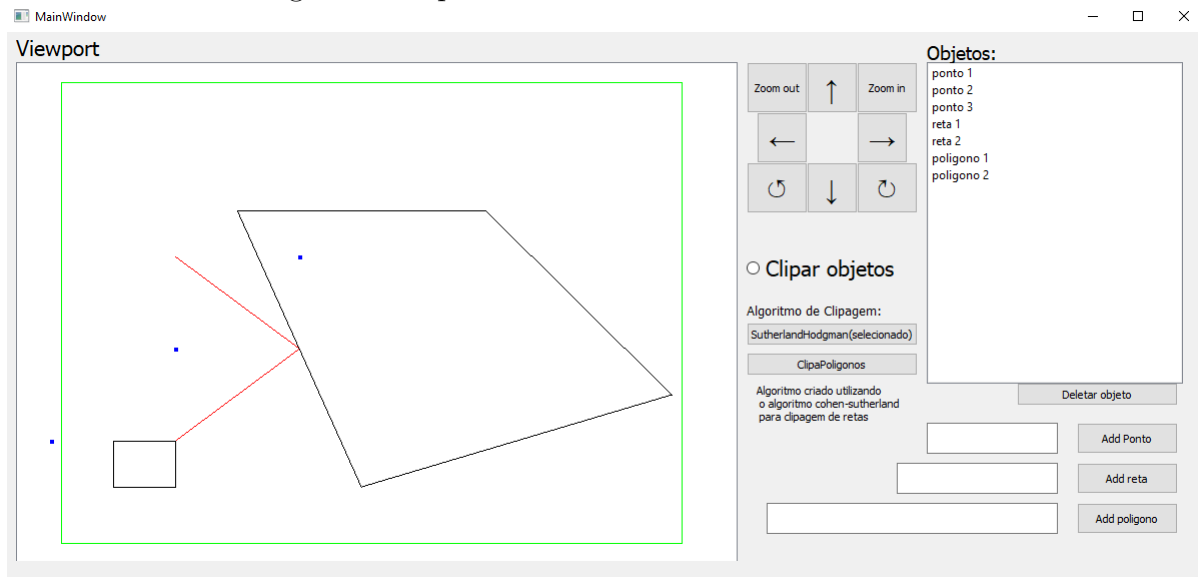 MainWindow
Viewport
Zoom out
↑
Zoom in
←
→
↺
↓
↻
Clipar objetos
Algoritmo de Clipagem:
SutherlandHodgman(selecionado)
ClipaPoligonos
Algoritmo criado utilizando
o algoritmo cohen-sutherland
para clipagem de retas
Objetos:
ponto 1
ponto 2
ponto 3
reta 1
reta 2
poligono 1
poligono 2
Deletar objeto
Add Ponto
Add reta
Add poligono